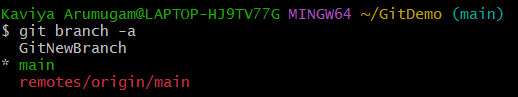 Kaviya Arumugam@LAPTOP-HJ9TV77G MINGW64 ~/GitDemo (main)
$ git branch -a
  GitNewBranch
* main
  remotes/origin/main